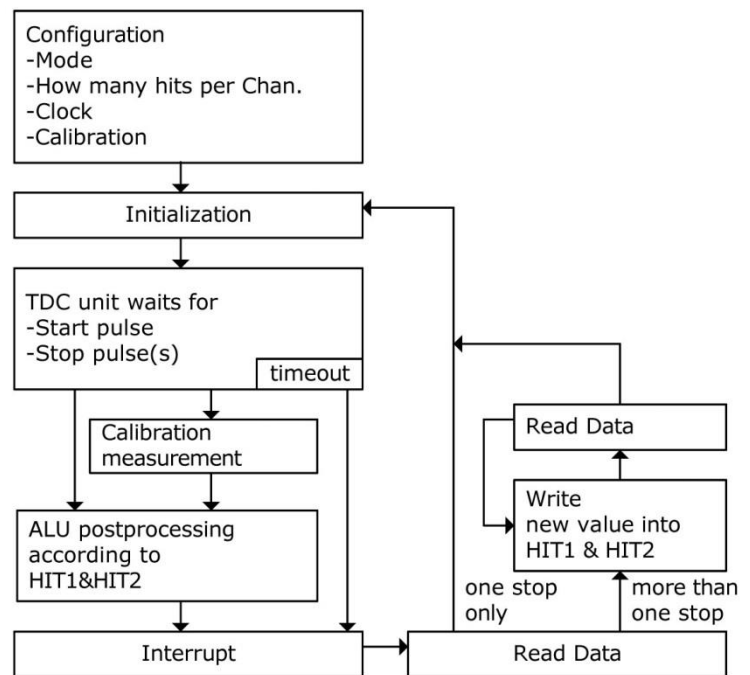 Configuration
-Mode
-How many hits per Chan.
-Clock
-Calibration
Initialization
TDC unit waits for
-Start pulse
-Stop pulse(s)
timeout
Calibration
measurement
ALU postprocessing
according to
HIT1&HIT2
Interrupt
Read Data
Write
new value into
HIT1 & HIT2
one stop
only
more than
one stop
Read Data